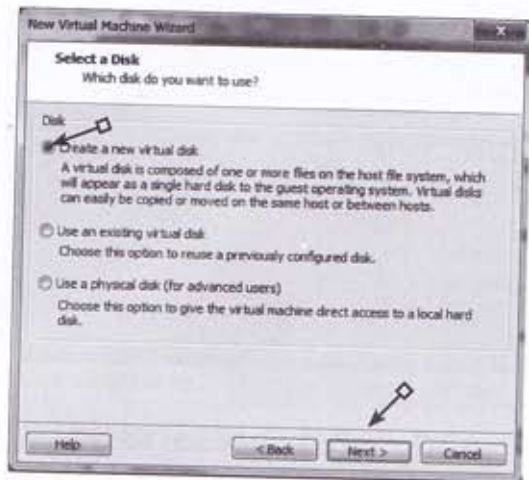 New Virtual Machine Wizard
Select a Disk
Which disk do you want to use?
Disk
Create a new virtual disk
A virtual disk is composed of one or more files on the host file system, which
will appear as a single hard disk to the guest operating system. Virtual disks
can easily be copied or moved on the same host or between hosts.
Use an existing virtual disk
Choose this option to reuse a previously configured disk.
Use a physical disk (for advanced users)
Choose this option to give the virtual machine direct access to a local hard
disk.
Help
< Back
Next >
Cancel